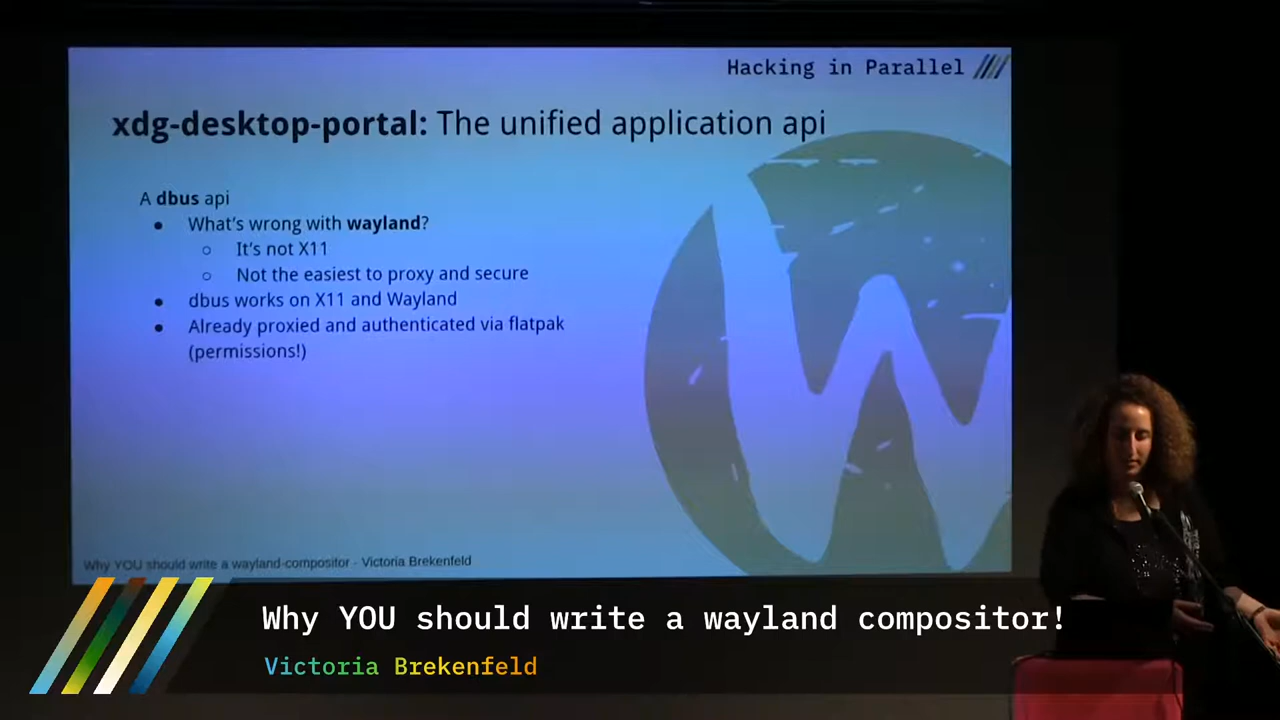 Hacking in Parallel
xdg-desktop-portal: The unified application api
A dbus api
● What's wrong with wayland?
○ It's not X11
○ Not the easiest to proxy and secure
● dbus works on X11 and Wayland
● Already proxied and authenticated via flatpak
(permissions!)
Why YOU should write a wayland-compositor - Victoria Brekenfeld
Why YOU should write a wayland compositor!
Victoria Brekenfeld